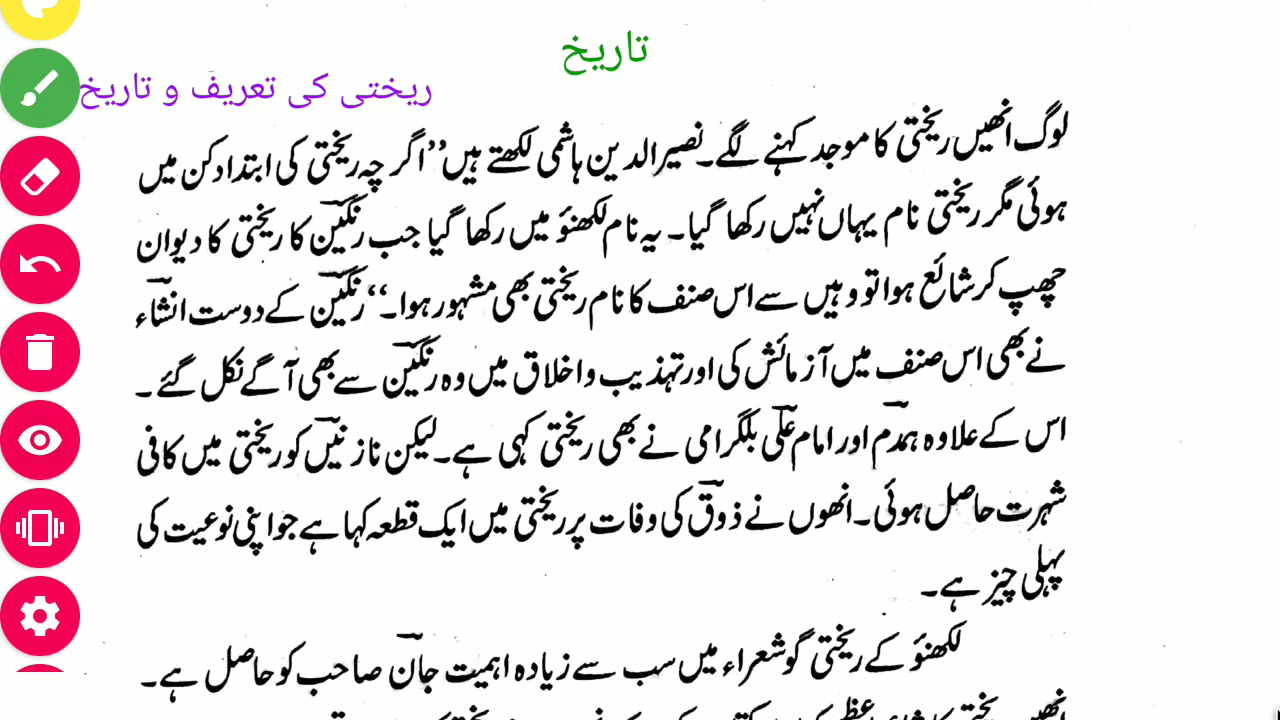 تاریخ
ریختی کی تعریف و تاریخ
لوگ انھیں ریختی کا موجد کہنے لگے۔ نصیر الدین ہاشمی لکھتے ہیں ’’اگر چہ ریختی کی ابتدا دکن میں
ہوئی مگر ریختی نام یہاں نہیں رکھا گیا۔ یہ نام لکھنؤ میں رکھا گیا جب رنگینؔ کا ریختی کا دیوان
چھپ کر شائع ہوا تو وہیں سے اس صنف کا نام ریختی بھی مشہور ہوا۔‘‘ رنگینؔ کے دوست انشاءؔ
نے بھی اس صنف میں آزمائش کی اور تہذیب و اخلاق میں وہ رنگینؔ سے بھی آگے نکل گئے۔
اس کے علاوہ ہمدمؔ اور امام علیؔ بلگرامی نے بھی ریختی کہی ہے۔ لیکن نازنیںؔ کو ریختی میں کافی
شہرت حاصل ہوئی۔ انھوں نے ذوقؔ کی وفات پر ریختی میں ایک قطعہ کہا ہے جو اپنی نوعیت کی
پہلی چیز ہے۔
لکھنؤ کے ریختی گو شعراء میں سب سے زیادہ اہمیت جانؔ صاحب کو حاصل ہے۔
انھیں ریختی کا